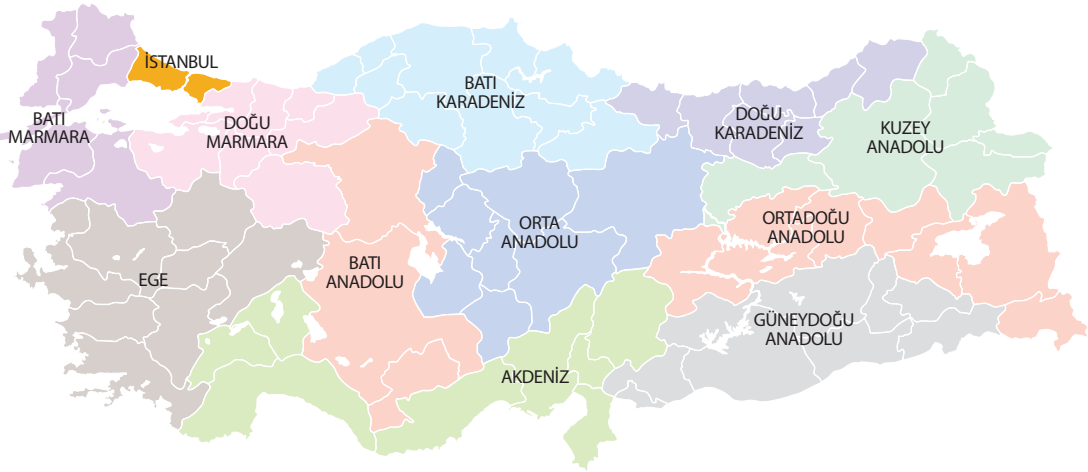 İSTANBUL
BATI
MARMARA
DOĞU
MARMARA
BATI
KARADENİZ
DOĞU
KARADENİZ
KUZEY
ANADOLU
EGE
BATI
ANADOLU
ORTA
ANADOLU
ORTADOĞU
ANADOLU
GÜNEYDOĞU
ANADOLU
AKDENİZ